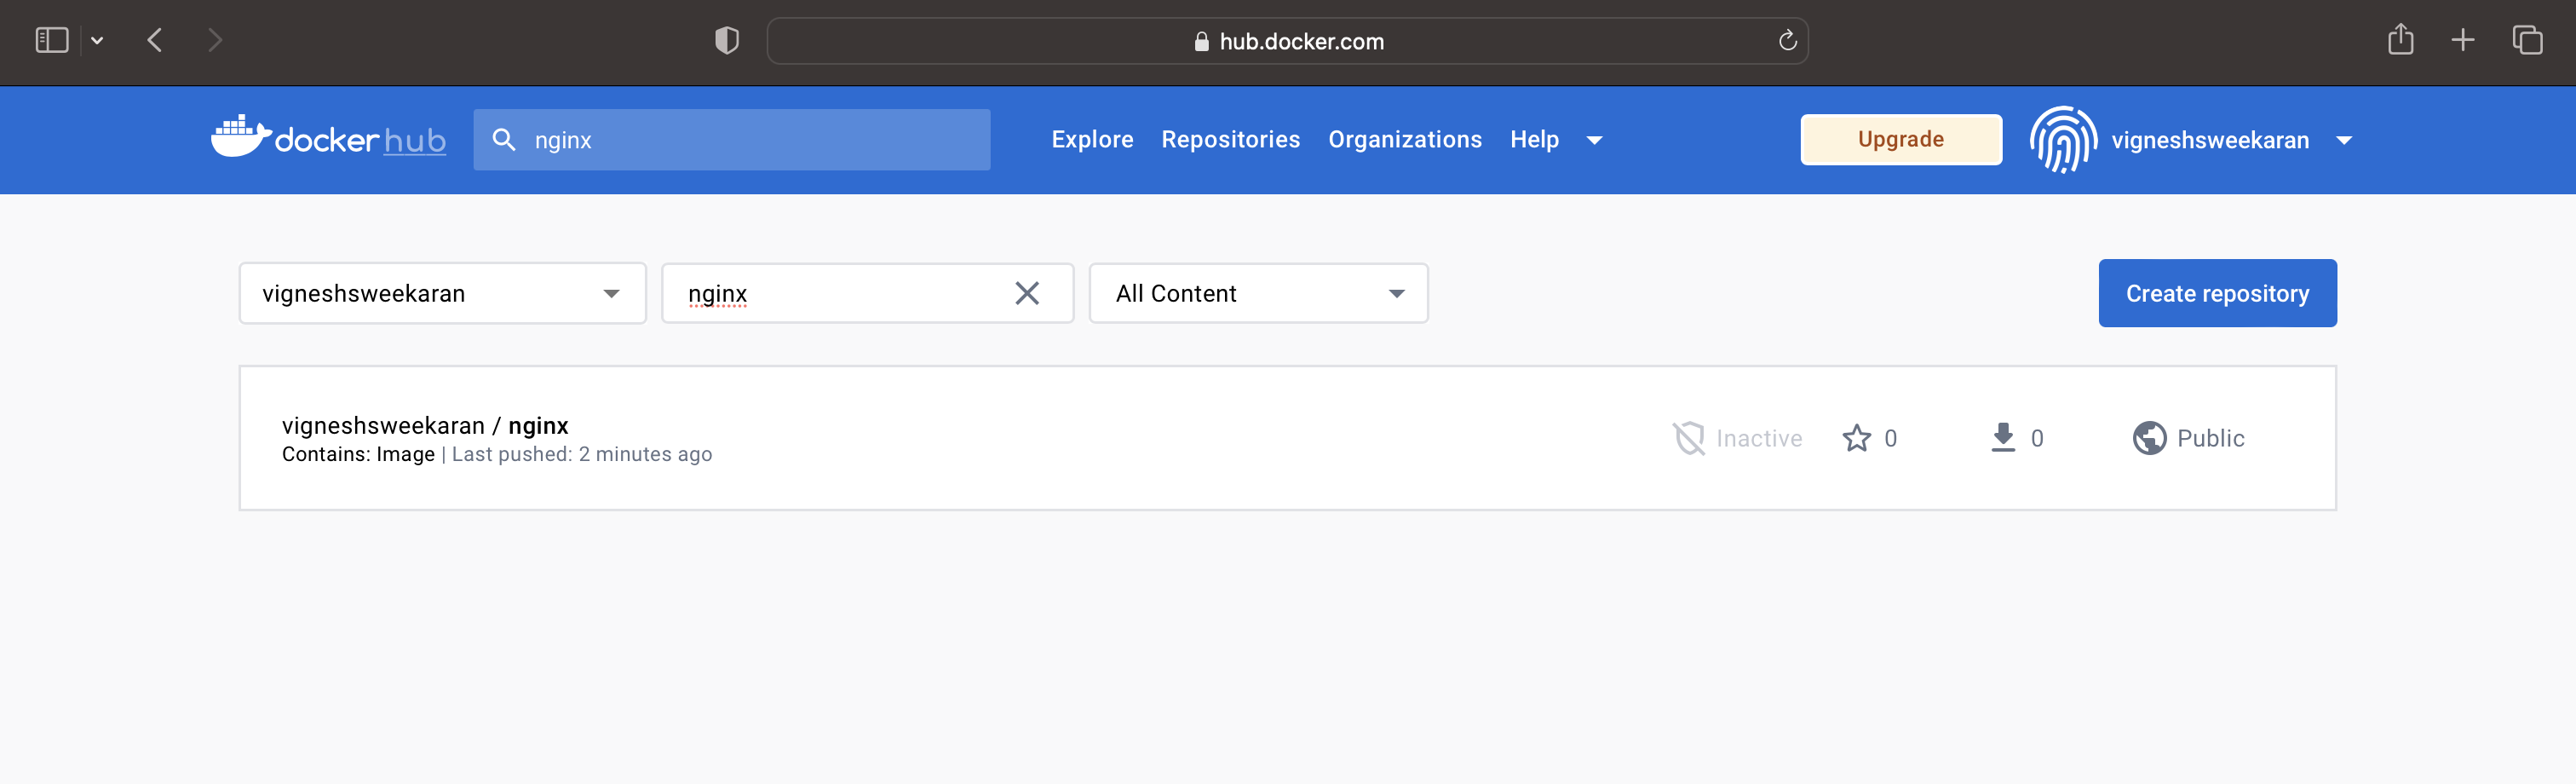 hub.docker.com
docker hub
nginx
Explore Repositories Organizations Help
Upgrade
vigneshsweekaran
vigneshsweekaran
nginx
All Content
Create repository
vigneshsweekaran / nginx
Contains: Image | Last pushed: 2 minutes ago
Inactive
0
0
Public